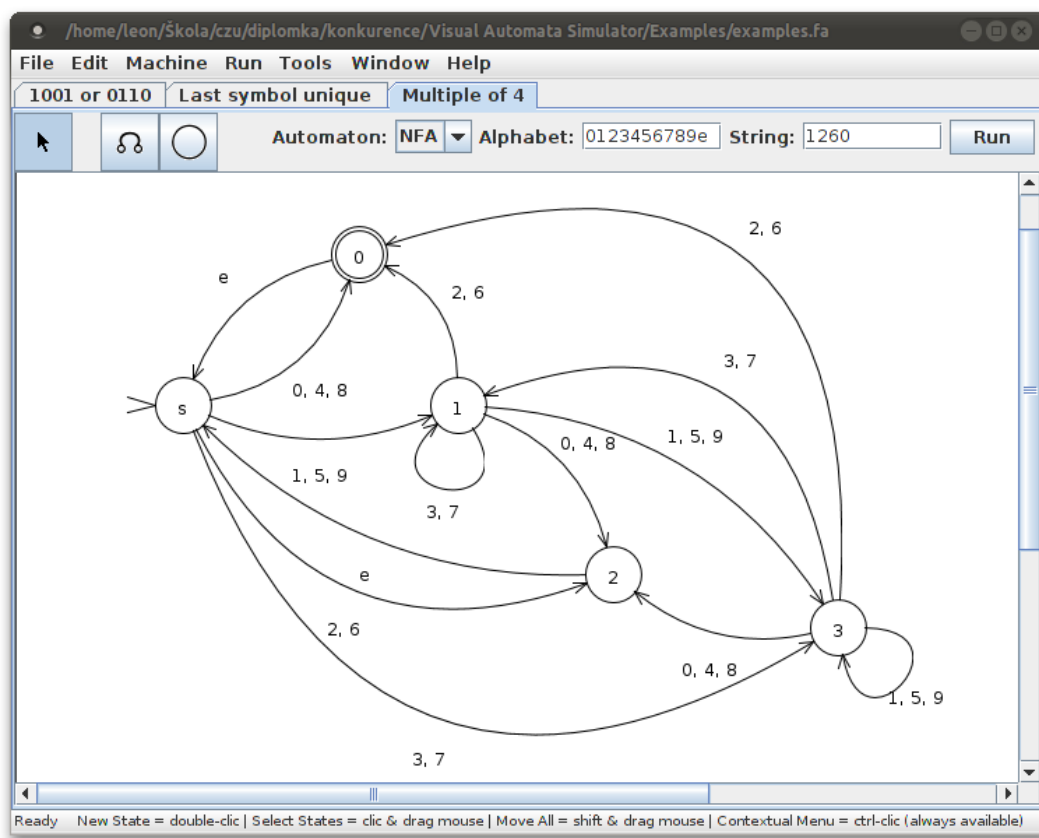 /home/leon/Škola/czu/diplomka/konkurence/Visual Automata Simulator/Examples/examples.fa
File Edit Machine Run Tools Window Help
1001 or 0110 Last symbol unique Multiple of 4
Automaton: NFA Alphabet: 0123456789e String: 1260 Run
2, 6
0
e
2, 6
3, 7
0, 4, 8
s
1
0, 4, 8
1, 5, 9
1, 5, 9
3, 7
e
2
2, 6
3
0, 4, 8
1, 5, 9
3, 7
Ready New State = double-clic | Select States = clic & drag mouse | Move All = shift & drag mouse | Contextual Menu = ctrl-clic (always available)